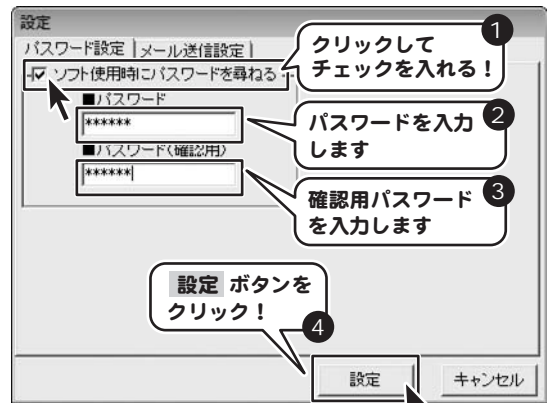 設定
パスワード設定 メール送信設定
ソフト使用時にパスワードを尋ねる
1
クリックして
チェックを入れる！
■パスワード
******
パスワードを入力
します
2
■パスワード(確認用)
******
確認用パスワード
を入力します
3
設定 ボタンを
クリック！
4
設定 キャンセル